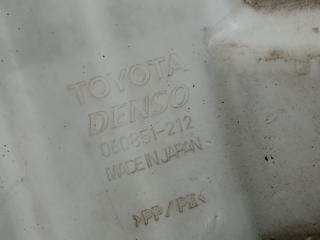 TOYOTA
DENSO
060851-212
MADE IN JAPAN
>PP/PE<